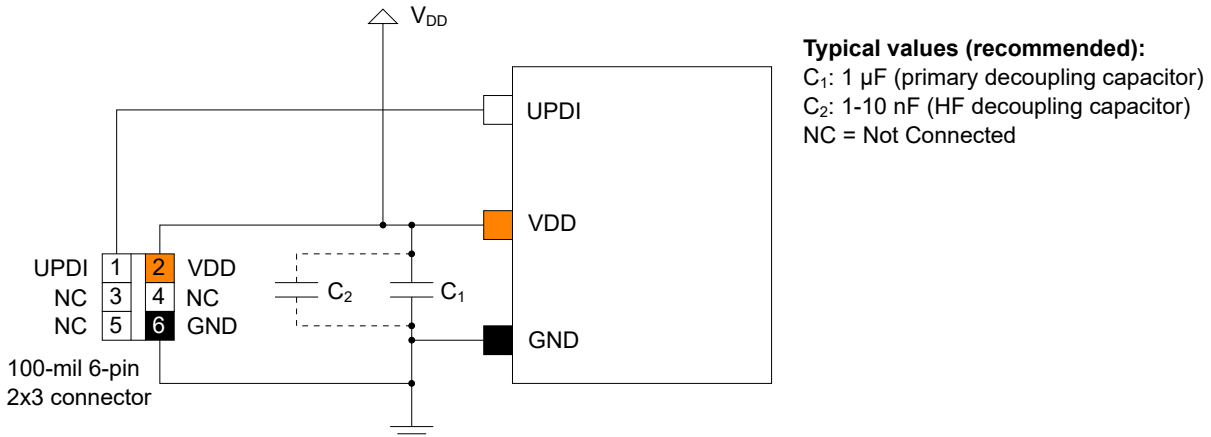 V_DD
Typical values (recommended):
C₁: 1 µF (primary decoupling capacitor)
C₂: 1-10 nF (HF decoupling capacitor)
NC = Not Connected
UPDI
VDD
UPDI 1 2 VDD
NC 3 4 NC
NC 5 6 GND
C₂
C₁
GND
100-mil 6-pin
2x3 connector